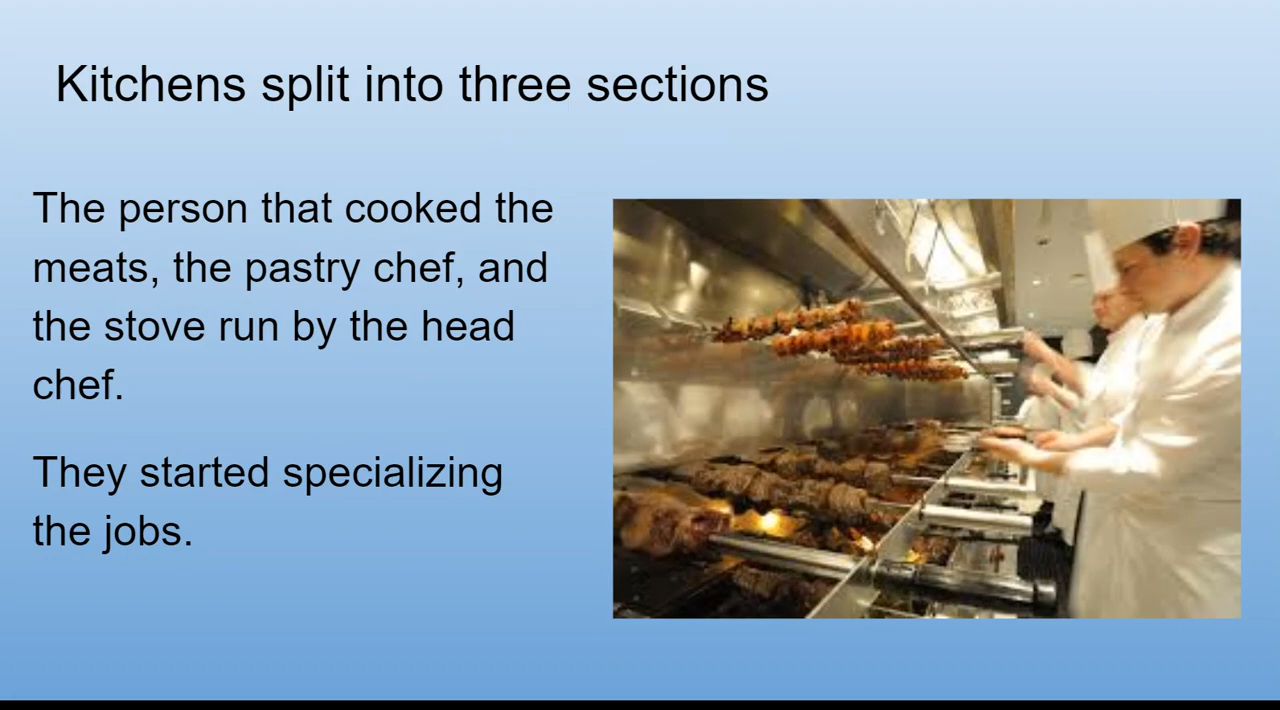 Kitchens split into three sections
The person that cooked the
meats, the pastry chef, and
the stove run by the head
chef.
They started specializing
the jobs.